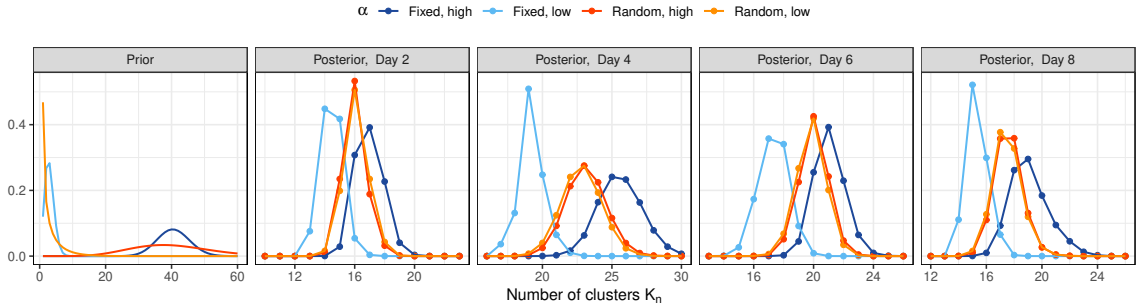 α Fixed, high Fixed, low Random, high Random, low
Prior Posterior, Day 2 Posterior, Day 4 Posterior, Day 6 Posterior, Day 8
0.4
0.2
0.0
0 20 40 60 12 16 20 20 25 30 16 20 24 12 16 20 24
Number of clusters Kn